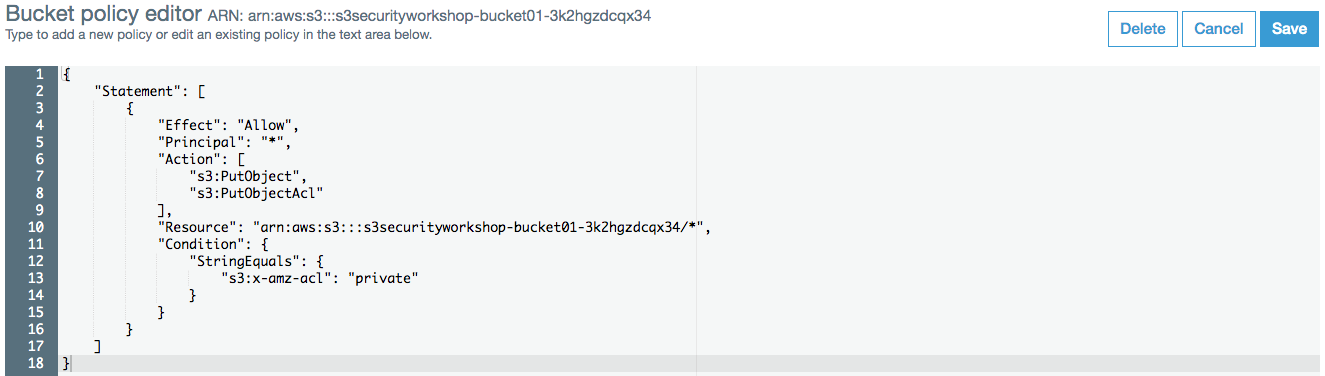 Bucket policy editor ARN: arn:aws:s3:::s3securityworkshop-bucket01-3k2hgzdcqx34
Type to add a new policy or edit an existing policy in the text area below.
Delete Cancel Save
1 {
2 "Statement": [
3 {
4 "Effect": "Allow",
5 "Principal": "*",
6 "Action": [
7 "s3:PutObject",
8 "s3:PutObjectAcl"
9 ],
10 "Resource": "arn:aws:s3:::s3securityworkshop-bucket01-3k2hgzdcqx34/*",
11 "Condition": {
12 "StringEquals": {
13 "s3:x-amz-acl": "private"
14 }
15 }
16 }
17 ]
18 }